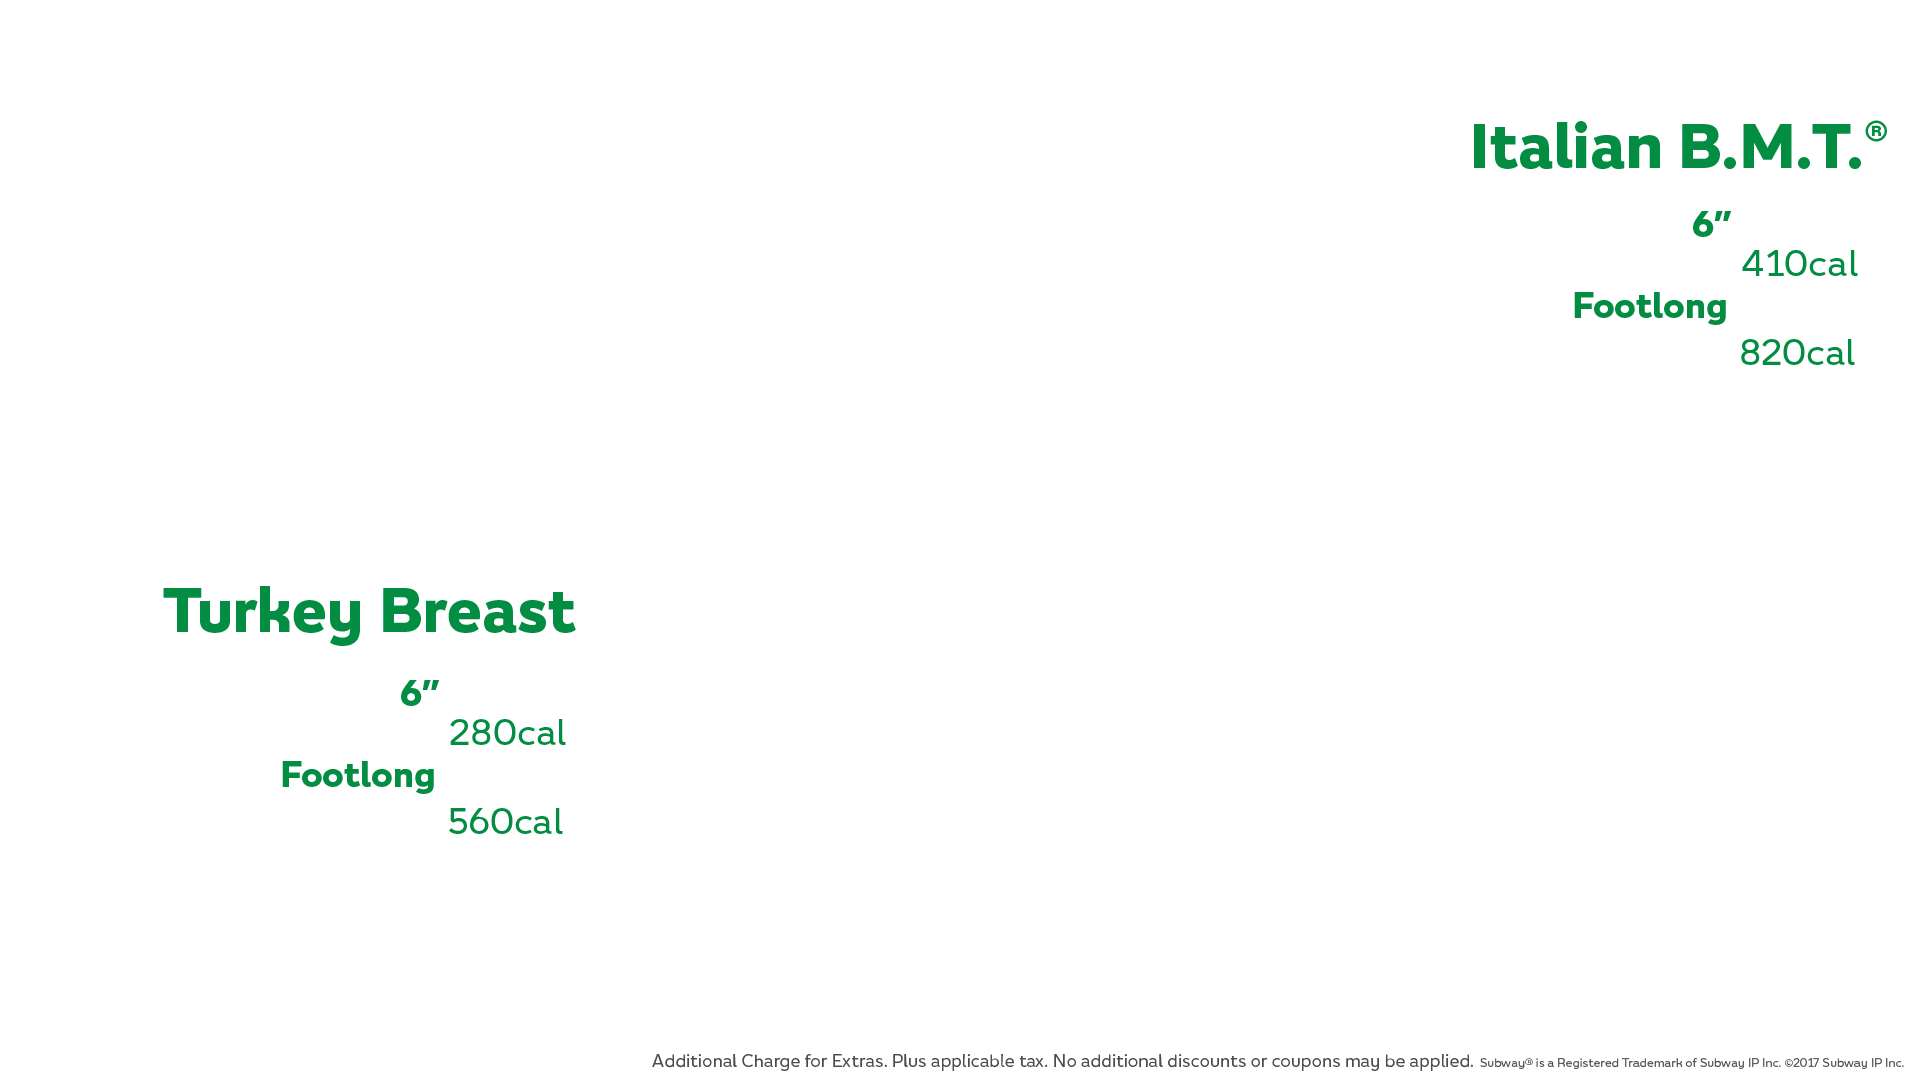 Italian B.M.T.®
6”
410cal
Footlong
820cal
Turkey Breast
6”
280cal
Footlong
560cal
Additional Charge for Extras. Plus applicable tax. No additional discounts or coupons may be applied. Subway® is a Registered Trademark of Subway IP Inc. ©2017 Subway IP Inc.